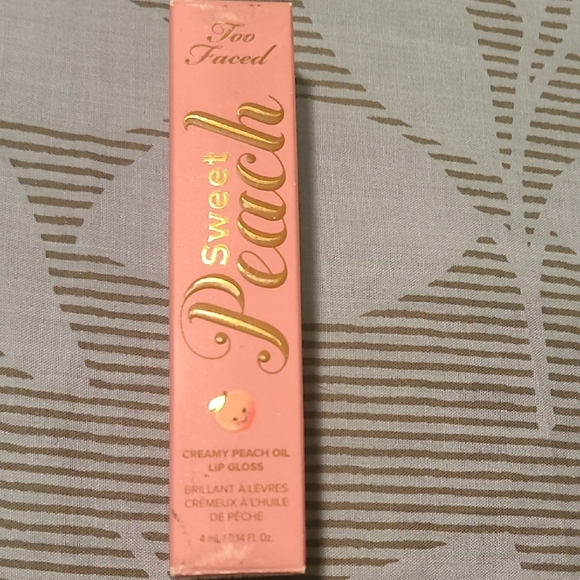 Too
Faced
Sweet
Peach
CREAMY PEACH OIL
LIP GLOSS
BRILLANT À LÈVRES
CRÉMEUX À L'HUILE
DE PÊCHE
4 mL / 0.14 Fl. Oz.